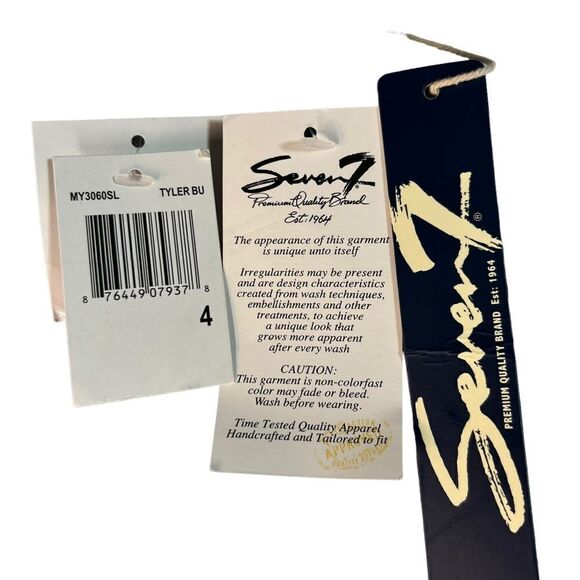 MY3060SL TYLER BU
8 76449 07937 8
4
Seven7
Premium Quality Brand
Est: 1964
The appearance of this garment
is unique unto itself
Irregularities may be present
and are design characteristics
created from wash techniques,
embellishments and other
treatments, to achieve
a unique look that
grows more apparent
after every wash
CAUTION:
This garment is non-colorfast
color may fade or bleed.
Wash before wearing.
Time Tested Quality Apparel
Handcrafted and Tailored to fit
Seven7®
PREMIUM QUALITY BRAND Est: 1964